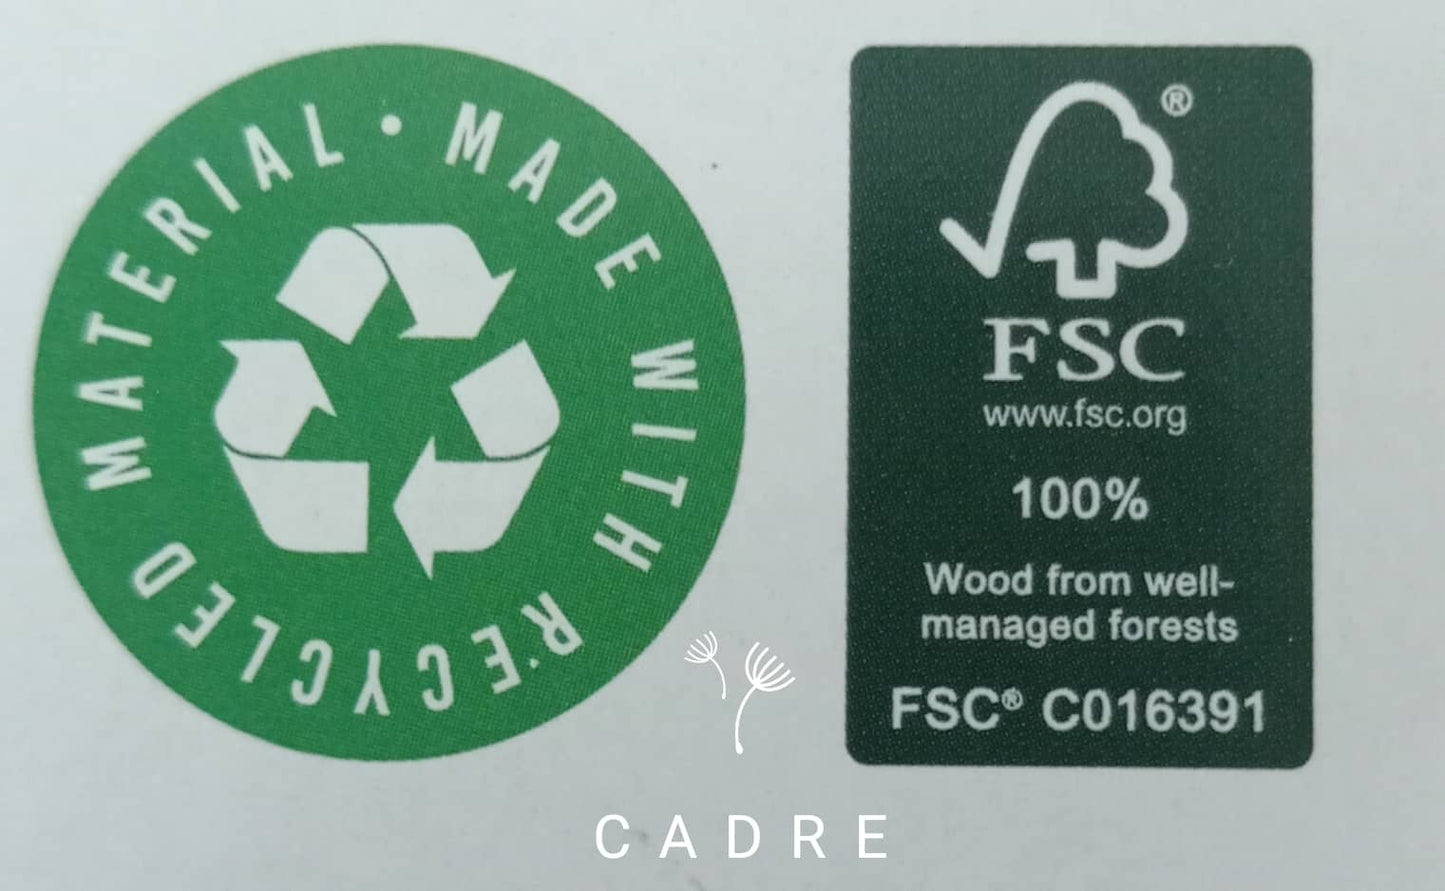 MADE WITH RECYCLED MATERIAL •
®
FSC
www.fsc.org
100%
Wood from well-
managed forests
FSC® C016391
CADRE